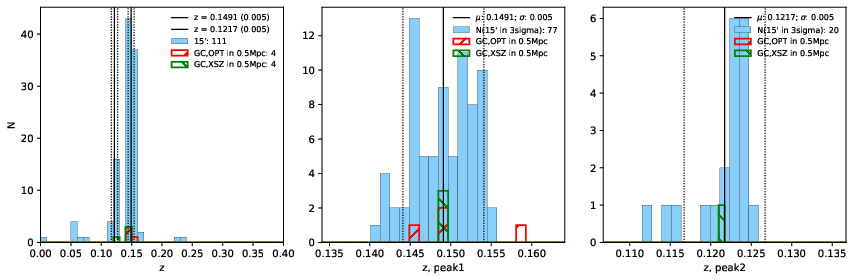 z = 0.1491 (0.005)
z = 0.1217 (0.005)
15': 111
GC,OPT in 0.5Mpc: 4
GC,XSZ in 0.5Mpc: 4
N
40
30
20
10
0
0.00 0.05 0.10 0.15 0.20 0.25 0.30 0.35 0.40
z
μ: 0.1491; σ: 0.005
N(15' in 3sigma): 77
GC,OPT in 0.5Mpc
GC,XSZ in 0.5Mpc
12
10
8
6
4
2
0
0.135 0.140 0.145 0.150 0.155 0.160
z, peak1
μ: 0.1217; σ: 0.005
N(15' in 3sigma): 20
GC,OPT in 0.5Mpc
GC,XSZ in 0.5Mpc
6
5
4
3
2
1
0
0.110 0.115 0.120 0.125 0.130 0.135
z, peak2